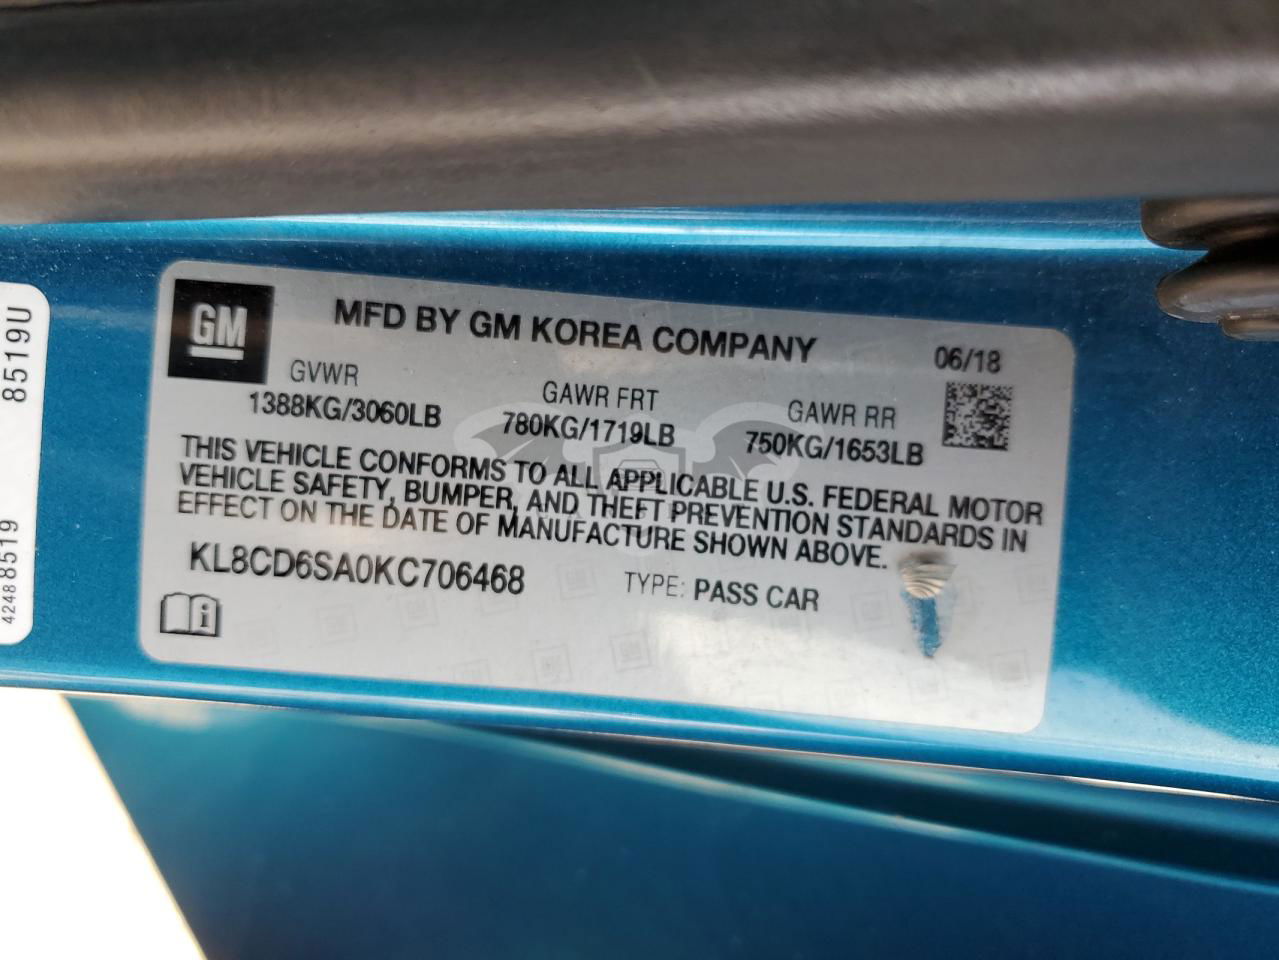 GM
MFD BY GM KOREA COMPANY
06/18
GVWR
GAWR FRT
GAWR RR
1388KG/3060LB
780KG/1719LB
750KG/1653LB
THIS VEHICLE CONFORMS TO ALL APPLICABLE U.S. FEDERAL MOTOR
VEHICLE SAFETY, BUMPER, AND THEFT PREVENTION STANDARDS IN
EFFECT ON THE DATE OF MANUFACTURE SHOWN ABOVE.
KL8CD6SA0KC706468
TYPE: PASS CAR
8519U
42488519